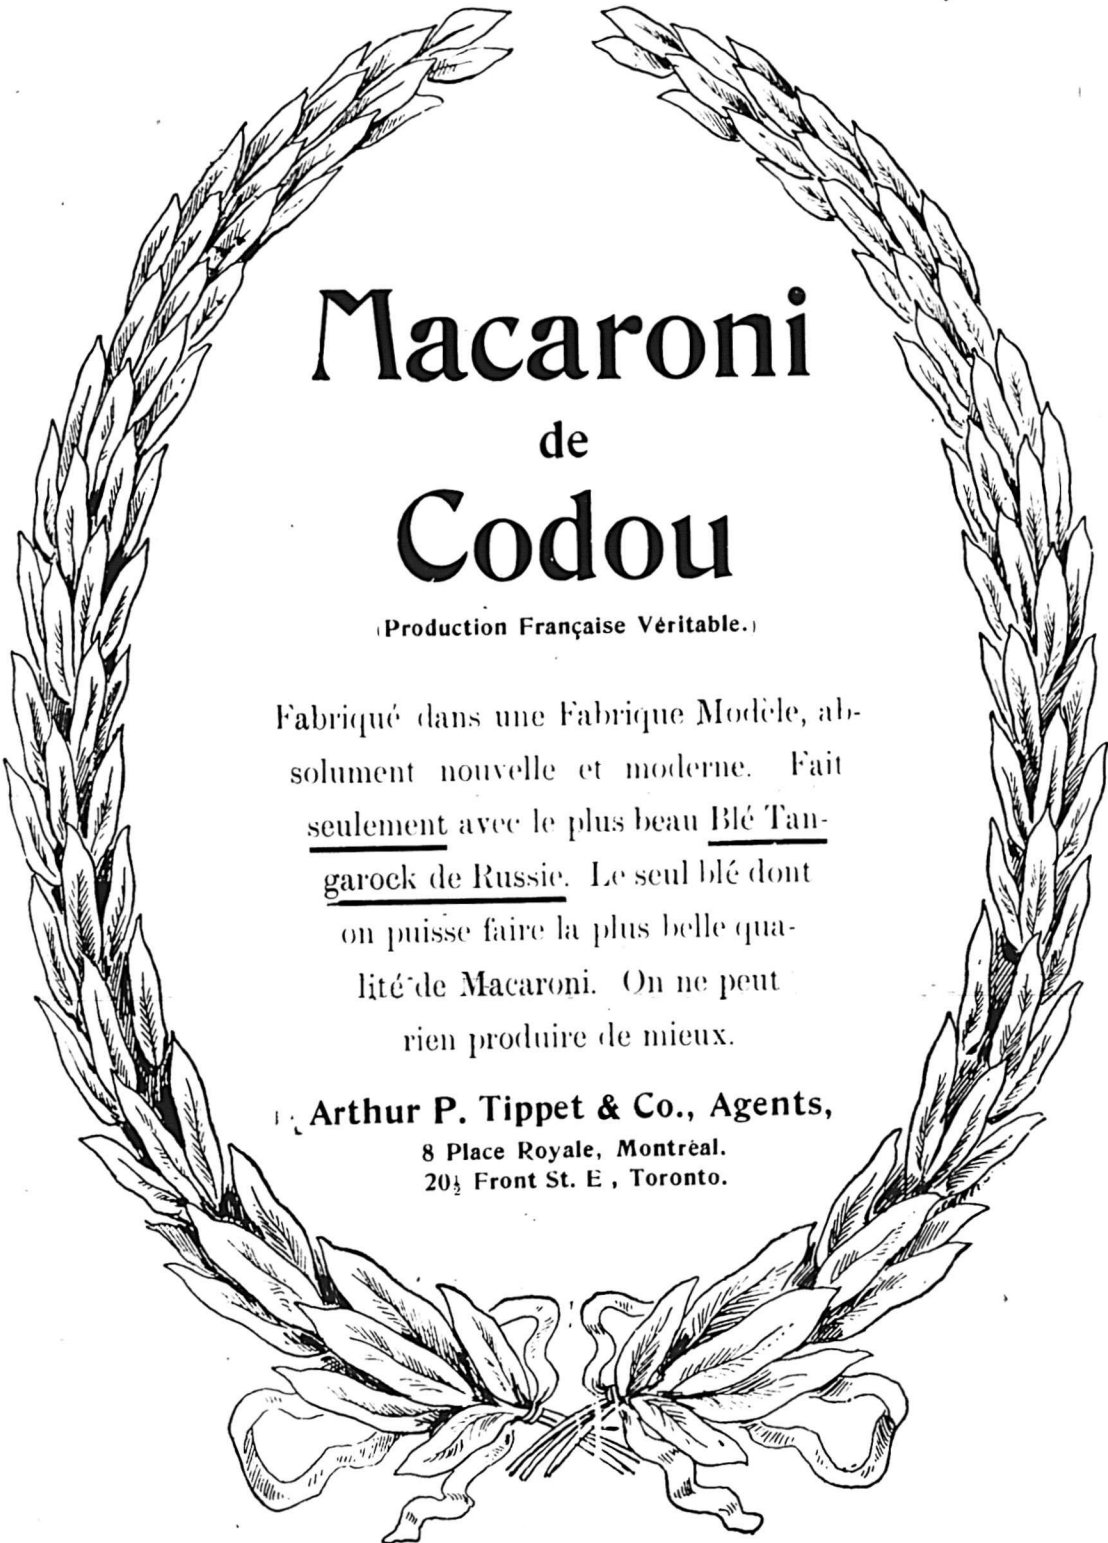 Macaroni
de
Codou
(Production Française Véritable.)
Fabriqué dans une Fabrique Modèle, ab-
solument nouvelle et moderne. Fait
seulement avec le plus beau Blé Tan-
garock de Russie. Le seul blé dont
on puisse faire la plus belle qua-
lité de Macaroni. On ne peut
rien produire de mieux.
Arthur P. Tippet & Co., Agents,
8 Place Royale, Montréal.
20½ Front St. E , Toronto.